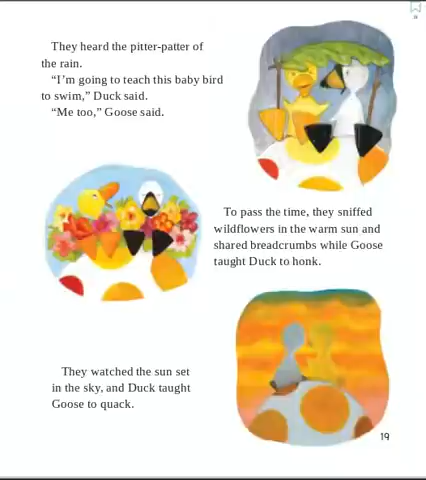 They heard the pitter-patter of
the rain.
“I’m going to teach this baby bird
to swim,” Duck said.
“Me too,” Goose said.
To pass the time, they sniffed
wildflowers in the warm sun and
shared breadcrumbs while Goose
taught Duck to honk.
They watched the sun set
in the sky, and Duck taught
Goose to quack.
19